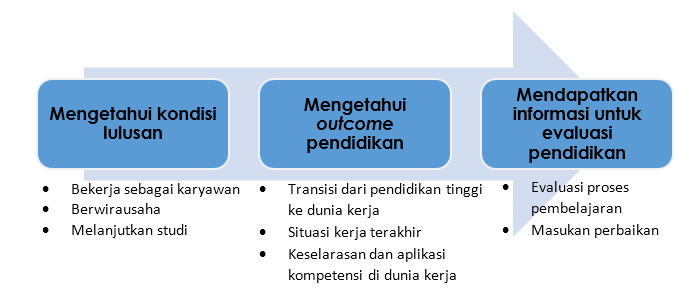 Mengetahui kondisi
lulusan
• Bekerja sebagai karyawan
• Berwirausaha
• Melanjutkan studi
Mengetahui
outcome
pendidikan
• Transisi dari pendidikan tinggi
ke dunia kerja
• Situasi kerja terakhir
• Keselarasan dan aplikasi
kompetensi di dunia kerja
Mendapatkan
informasi untuk
evaluasi
pendidikan
• Evaluasi proses
pembelajaran
• Masukan perbaikan